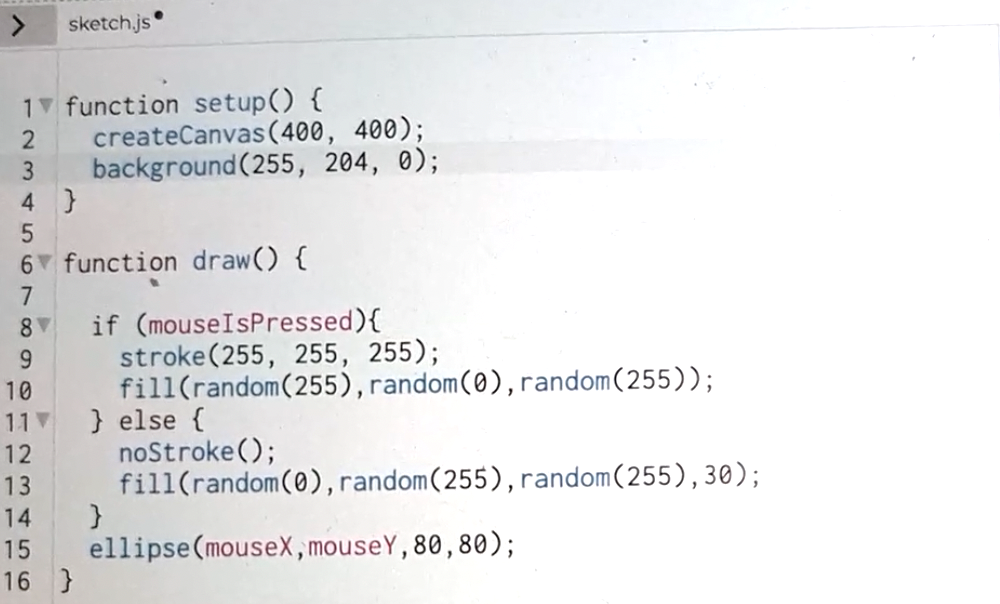 sketch.js
1 function setup() {
2 createCanvas(400, 400);
3 background(255, 204, 0);
4 }
5
6 function draw() {
7
8 if (mouseIsPressed){
9 stroke(255, 255, 255);
10 fill(random(255),random(0),random(255));
11 } else {
12 noStroke();
13 fill(random(0),random(255),random(255),30);
14 }
15 ellipse(mouseX,mouseY,80,80);
16 }